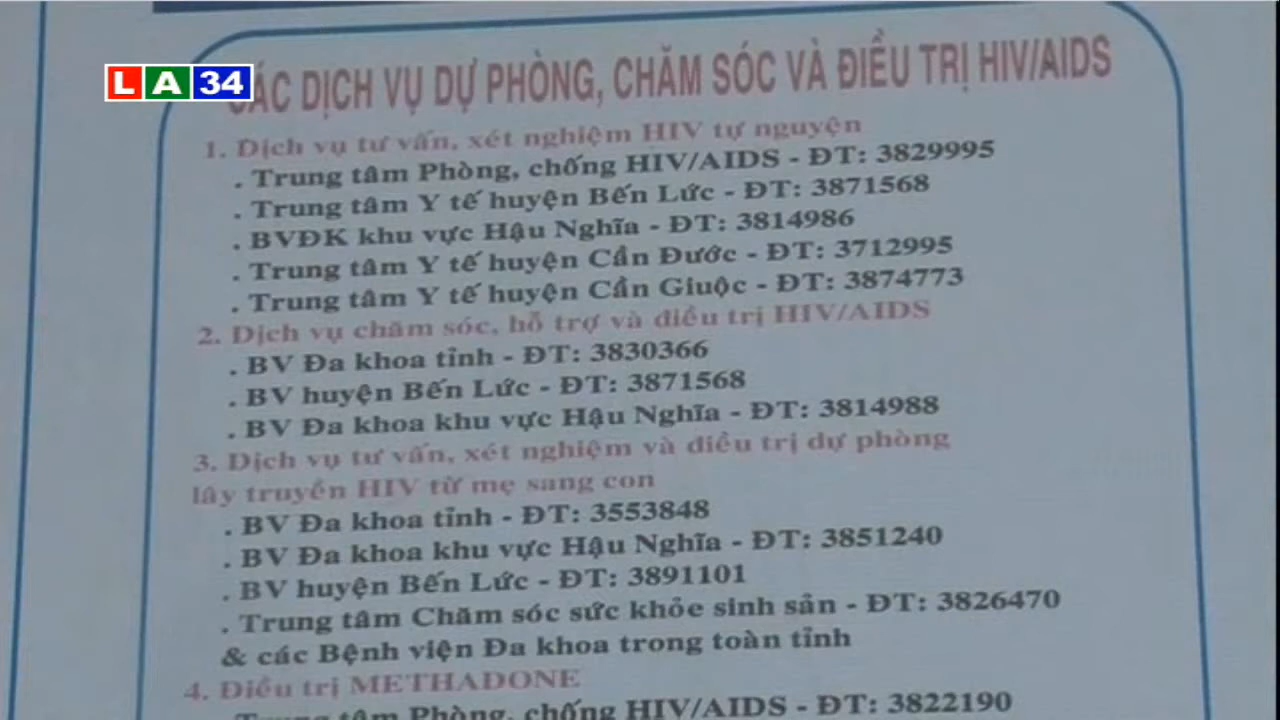 LA34
CÁC DỊCH VỤ DỰ PHÒNG, CHĂM SÓC VÀ ĐIỀU TRỊ HIV/AIDS
1. Dịch vụ tư vấn, xét nghiệm HIV tự nguyện
. Trung tâm Phòng, chống HIV/AIDS - ĐT: 3829995
. Trung tâm Y tế huyện Bến Lức - ĐT: 3871568
. BVĐK khu vực Hậu Nghĩa - ĐT: 3814986
. Trung tâm Y tế huyện Cần Đước - ĐT: 3712995
. Trung tâm Y tế huyện Cần Giuộc - ĐT: 3874773
2. Dịch vụ chăm sóc, hỗ trợ và điều trị HIV/AIDS
. BV Đa khoa tỉnh - ĐT: 3830366
. BV huyện Bến Lức - ĐT: 3871568
. BV Đa khoa khu vực Hậu Nghĩa - ĐT: 3814988
3. Dịch vụ tư vấn, xét nghiệm và điều trị dự phòng
lây truyền HIV từ mẹ sang con
. BV Đa khoa tỉnh - ĐT: 3553848
. BV Đa khoa khu vực Hậu Nghĩa - ĐT: 3851240
. BV huyện Bến Lức - ĐT: 3891101
. Trung tâm Chăm sóc sức khỏe sinh sản - ĐT: 3826470
& các Bệnh viện Đa khoa trong toàn tỉnh
4. Điều trị METHADONE
. Trung tâm Phòng, chống HIV/AIDS - ĐT: 3822190